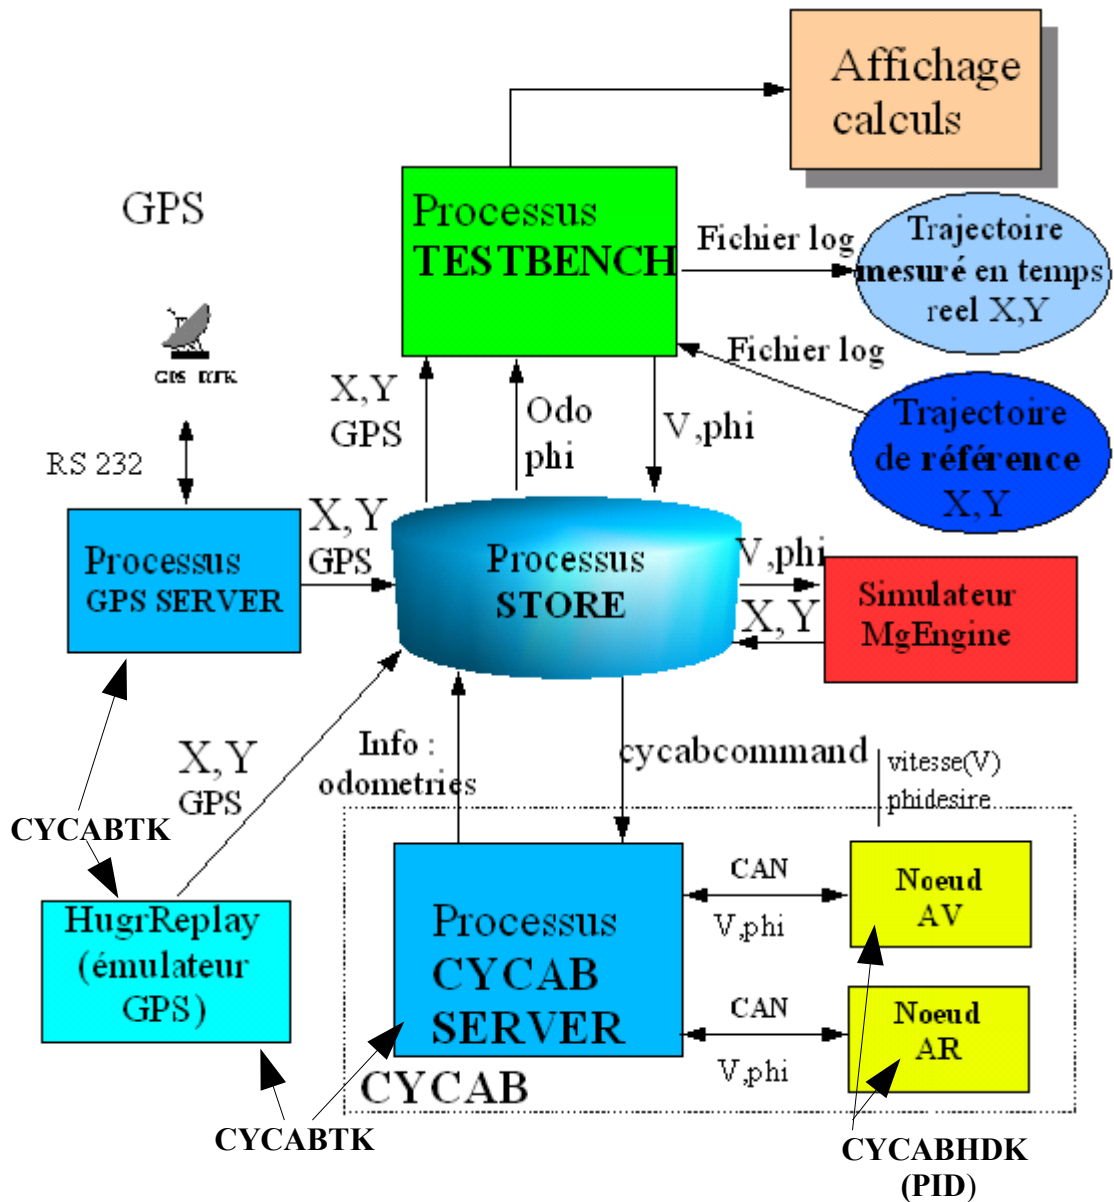 Affichage
calculs
GPS
Processus
TESTBENCH
Fichier log
Trajectoire
mesuré en temps
reel X,Y
GPS RTK
Fichier log
X,Y
GPS
Odo
phi
V,phi
Trajectoire
de référence
X,Y
RS 232
X,Y
GPS
Processus
GPS SERVER
Processus
STORE
V,phi
X,Y
Simulateur
MgEngine
X,Y
GPS
Info :
odometries
cycabcommand
vitesse(V)
phidesire
CYCABTK
HugrReplay
(émulateur
GPS)
Processus
CYCAB
SERVER
CAN
V,phi
Noeud
AV
CAN
V,phi
Noeud
AR
CYCAB
CYCABTK
CYCABHDK
(PID)